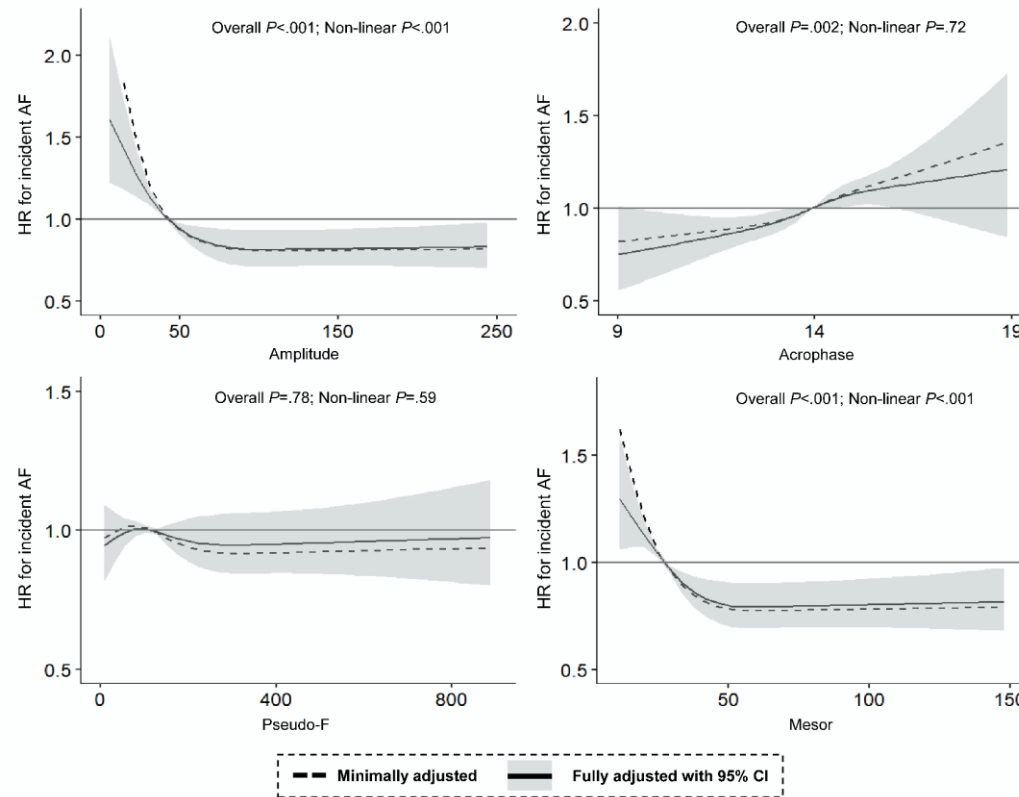 Overall P<.001; Non-linear P<.001
2.0
1.5
1.0
0.5
HR for incident AF
0
50
150
250
Amplitude
Overall P=.002; Non-linear P=.72
2.0
1.5
1.0
0.5
HR for incident AF
9
14
19
Acrophase
Overall P=.78; Non-linear P=.59
1.5
1.0
0.5
HR for incident AF
0
400
800
Pseudo-F
Overall P<.001; Non-linear P<.001
1.5
1.0
0.5
HR for incident AF
50
100
150
Mesor
Minimally adjusted
Fully adjusted with 95% CI